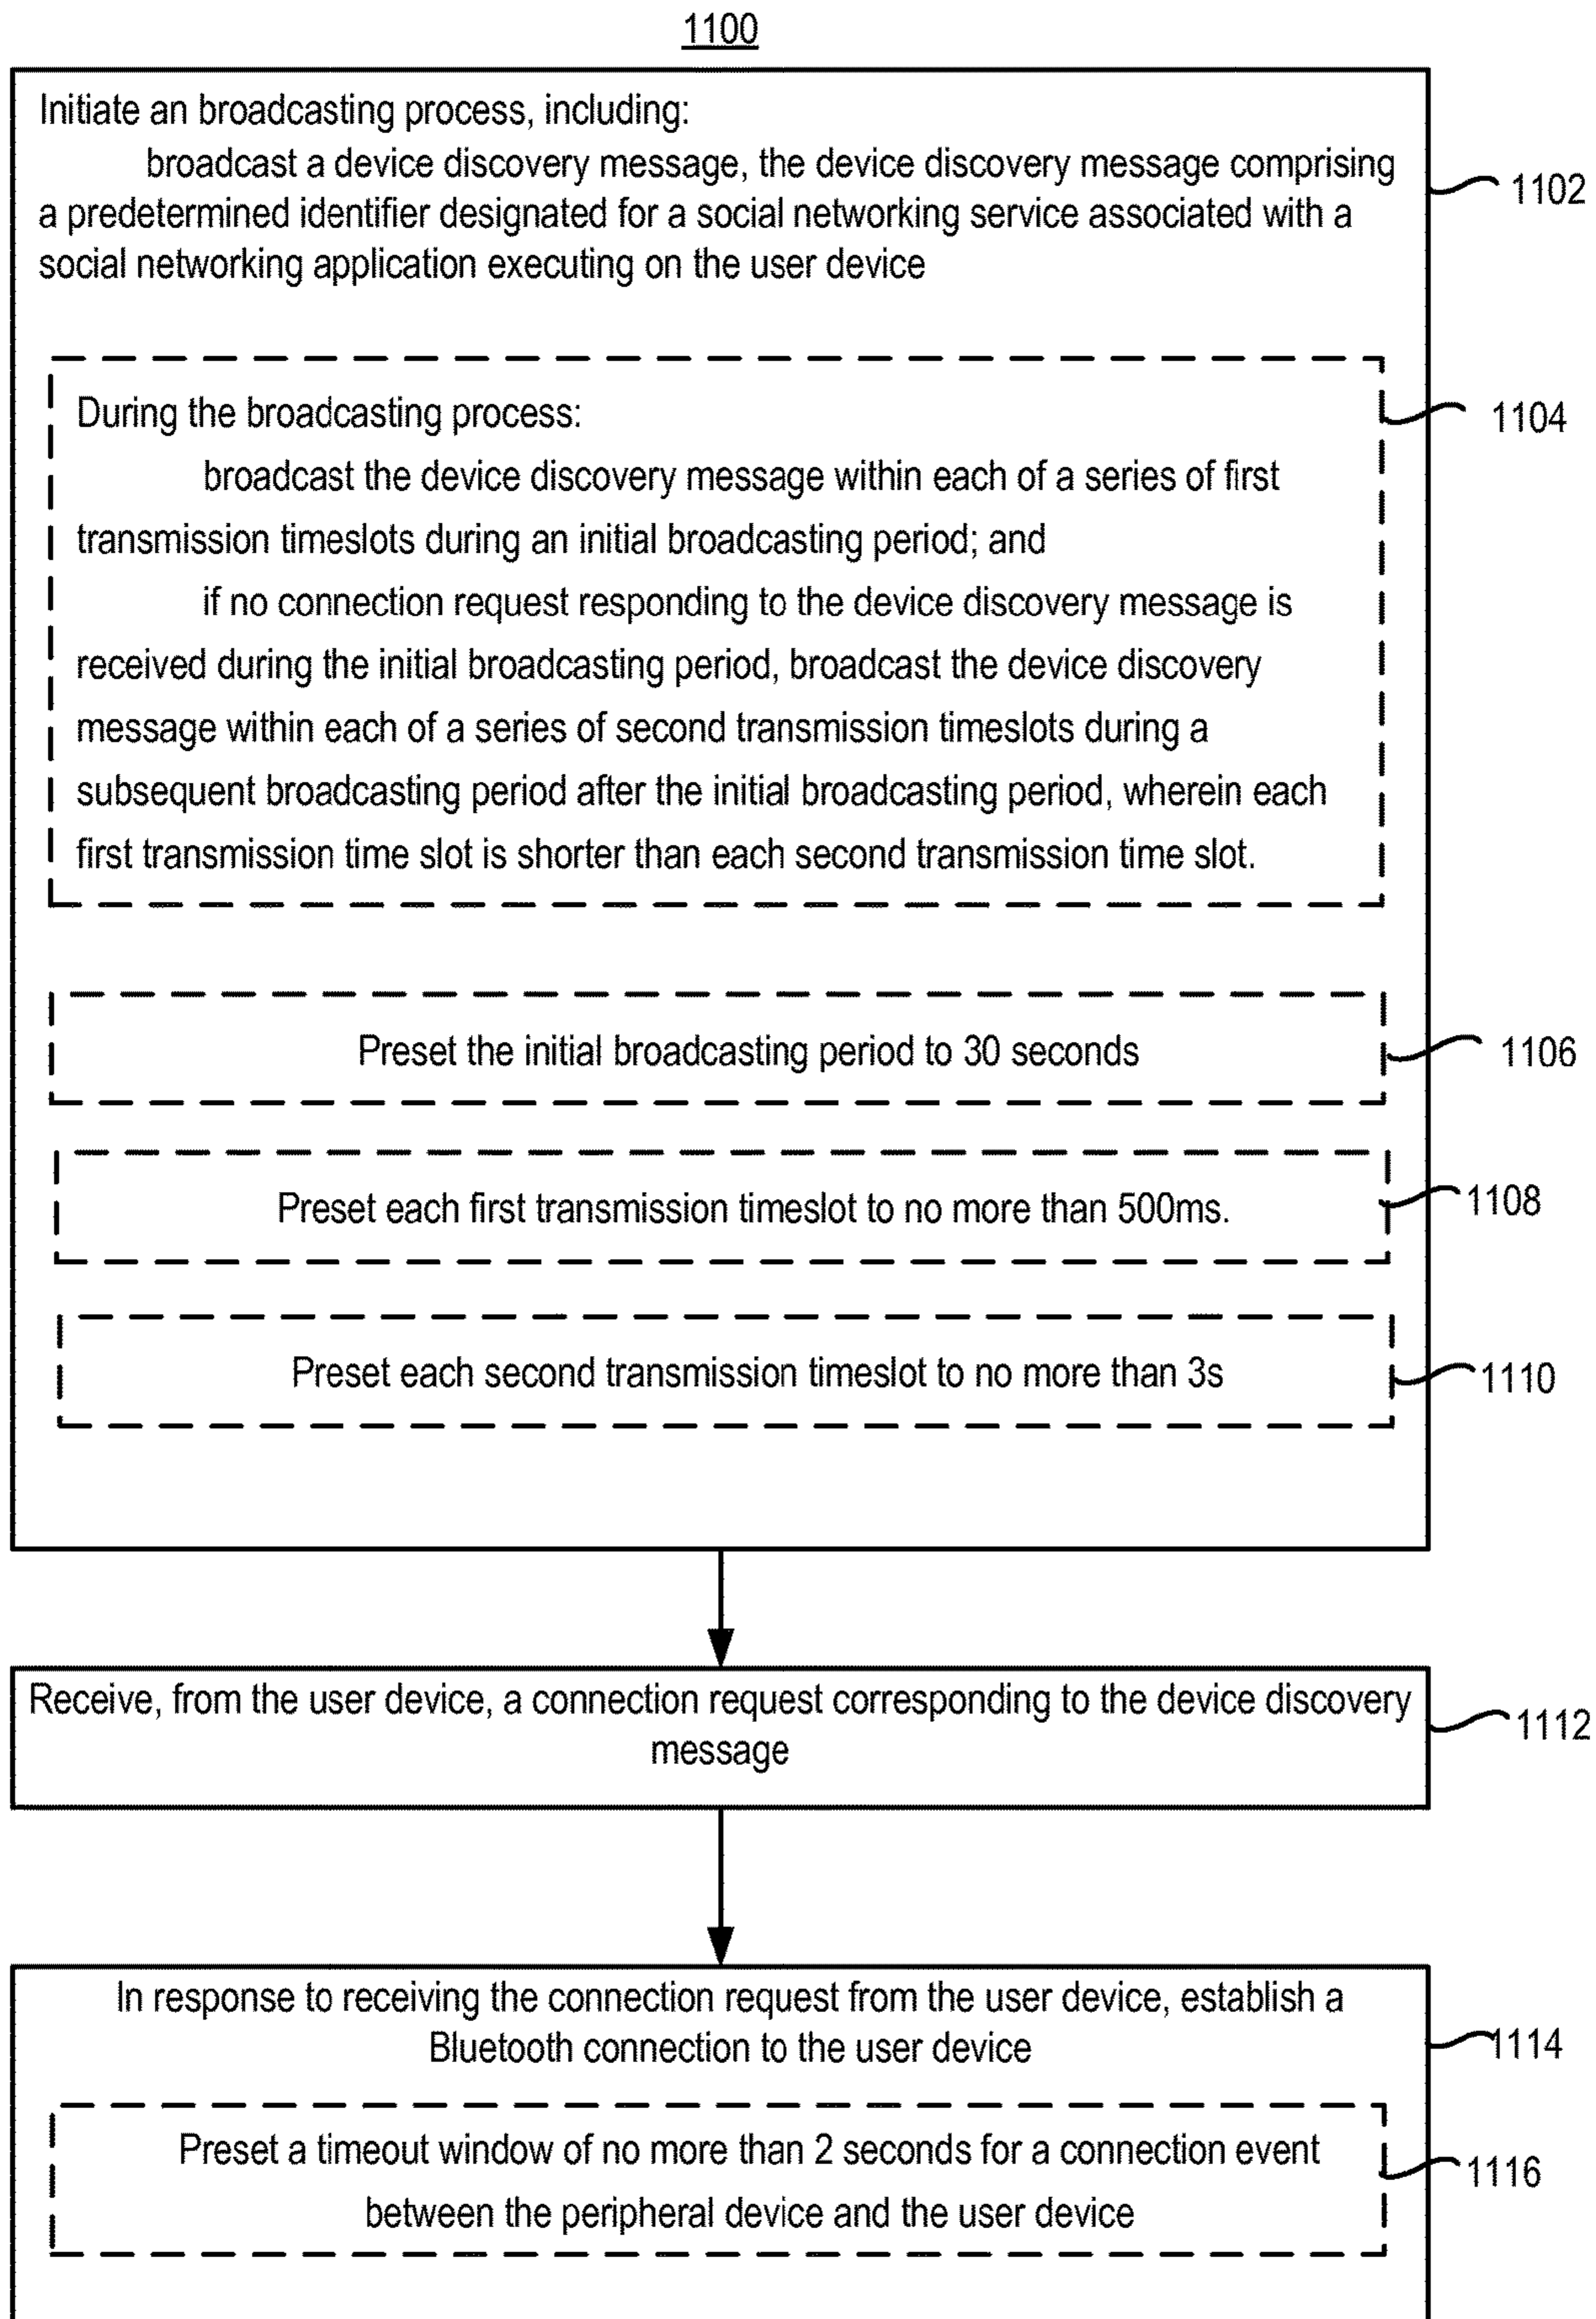 1100
Initiate an broadcasting process, including:
broadcast a device discovery message, the device discovery message comprising
a predetermined identifier designated for a social networking service associated with a
social networking application executing on the user device
1102
During the broadcasting process:
1104
broadcast the device discovery message within each of a series of first
transmission timeslots during an initial broadcasting period; and
if no connection request responding to the device discovery message is
received during the initial broadcasting period, broadcast the device discovery
message within each of a series of second transmission timeslots during a
subsequent broadcasting period after the initial broadcasting period, wherein each
first transmission time slot is shorter than each second transmission time slot.
Preset the initial broadcasting period to 30 seconds
1106
Preset each first transmission timeslot to no more than 500ms.
1108
Preset each second transmission timeslot to no more than 3s
1110
Receive, from the user device, a connection request corresponding to the device discovery
message
1112
In response to receiving the connection request from the user device, establish a
Bluetooth connection to the user device
1114
Preset a timeout window of no more than 2 seconds for a connection event
between the peripheral device and the user device
1116